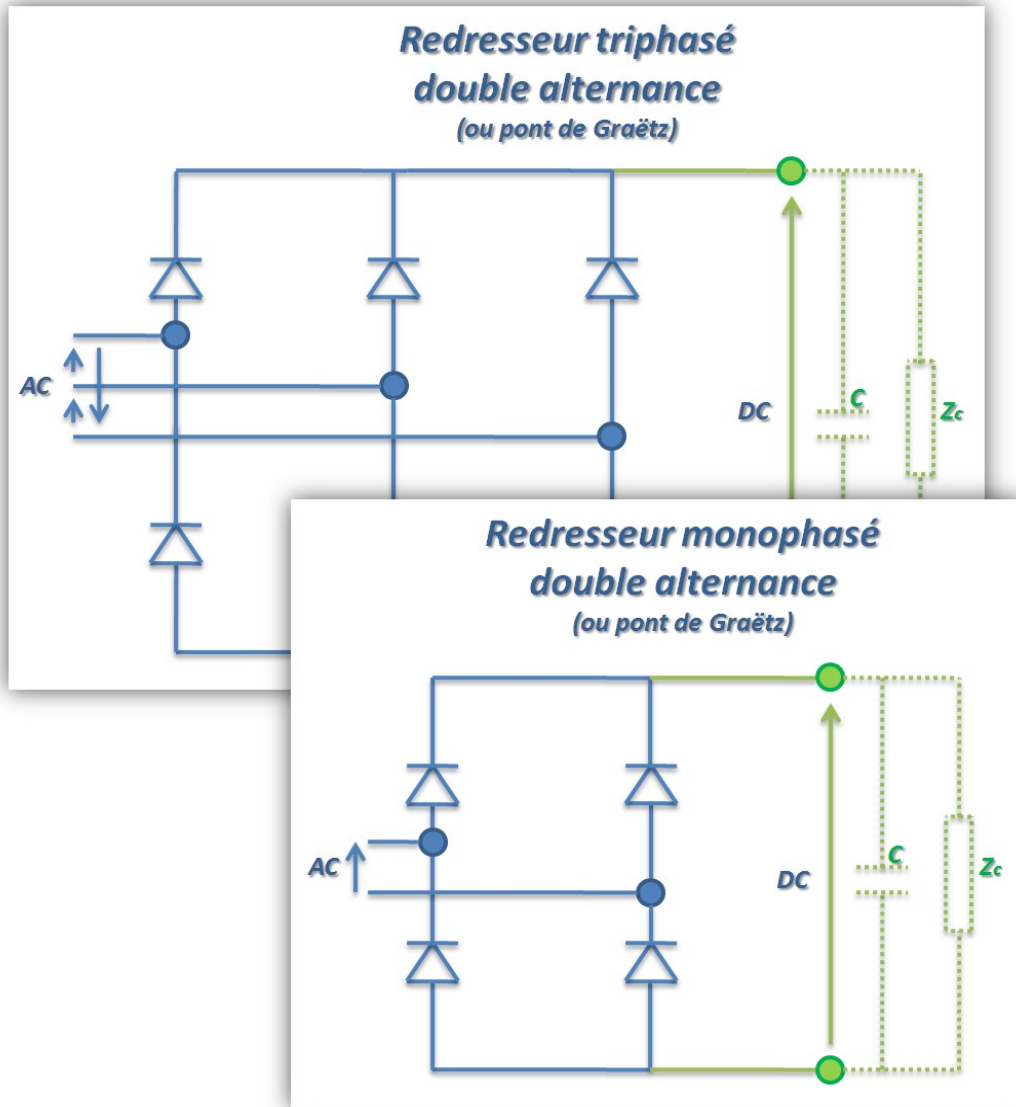 Redresseur triphasé
double alternance
(ou pont de Graëtz)
AC
DC
C
Zc
Redresseur monophasé
double alternance
(ou pont de Graëtz)
AC
DC
C
Zc